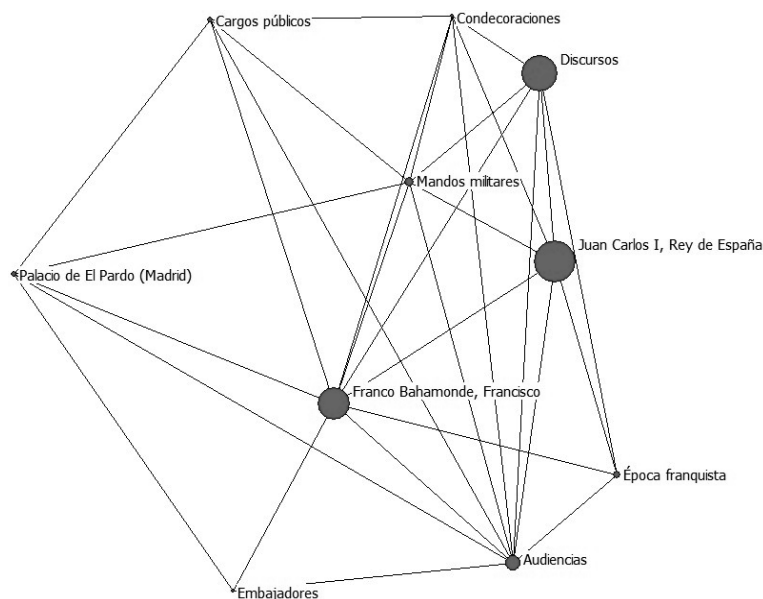 Cargos públicos
Condecoraciones
Discursos
Mandos militares
Juan Carlos I, Rey de España
Palacio de El Pardo (Madrid)
Franco Bahamonde, Francisco
Época franquista
Audiencias
Embajadores